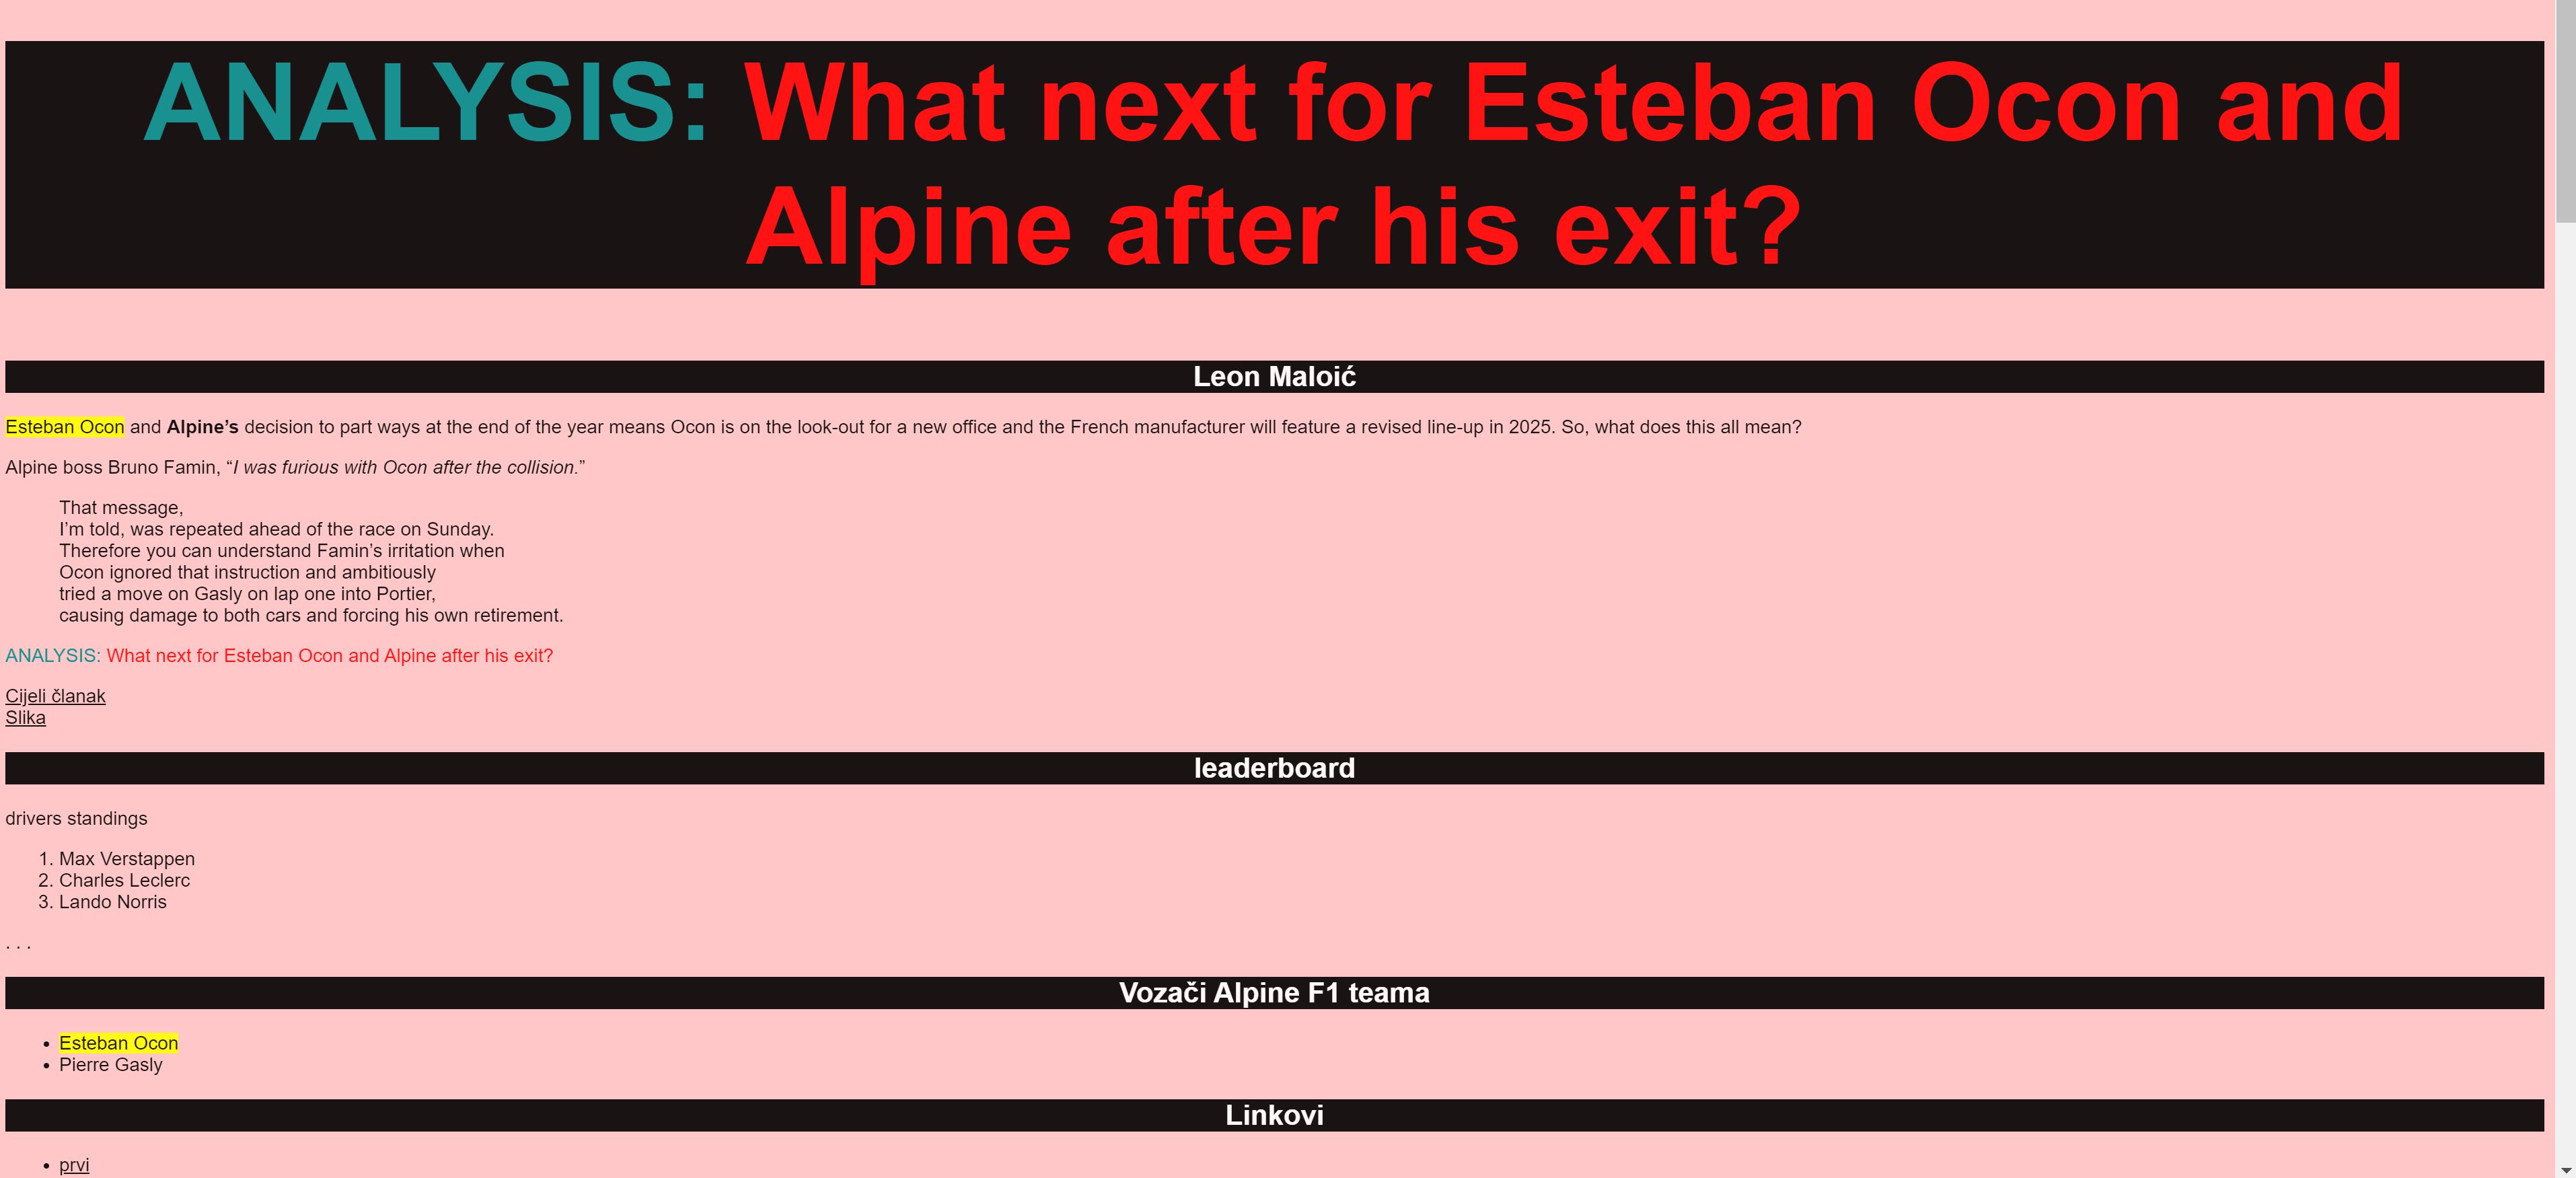 ANALYSIS: What next for Esteban Ocon and
Alpine after his exit?
Leon Maloić
Esteban Ocon and Alpine’s decision to part ways at the end of the year means Ocon is on the look-out for a new office and the French manufacturer will feature a revised line-up in 2025. So, what does this all mean?
Alpine boss Bruno Famin, “I was furious with Ocon after the collision.”
That message,
I’m told, was repeated ahead of the race on Sunday.
Therefore you can understand Famin’s irritation when
Ocon ignored that instruction and ambitiously
tried a move on Gasly on lap one into Portier,
causing damage to both cars and forcing his own retirement.
ANALYSIS: What next for Esteban Ocon and Alpine after his exit?
Cijeli članak
Slika
leaderboard
drivers standings
1. Max Verstappen
2. Charles Leclerc
3. Lando Norris
. . .
Vozači Alpine F1 teama
• Esteban Ocon
• Pierre Gasly
Linkovi
• prvi